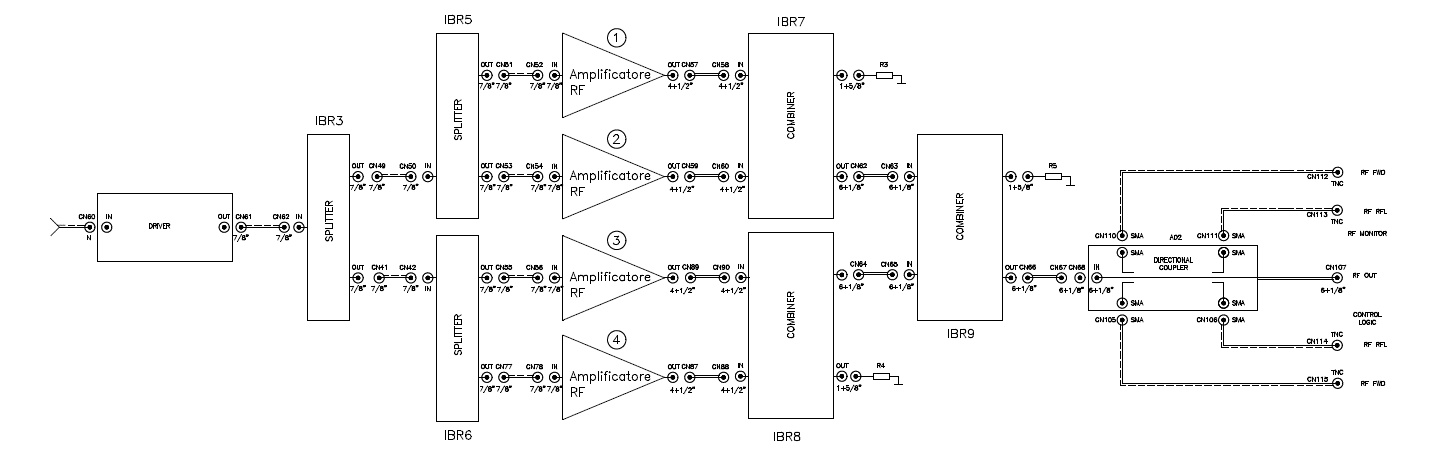 IBR5
IBR7
1
OUT CN51 CN52 IN
7/8" 7/8" 7/8" 7/8"
Amplificatore
RF
OUT CN57 CN58 IN
4+1/2" 4+1/2"
R3
1+5/8"
SPLITTER
COMBINER
IBR3
2
OUT CN49 CN50 IN
7/8" 7/8" 7/8"
OUT CN53 CN54 IN
7/8" 7/8" 7/8" 7/8"
Amplificatore
RF
OUT CN59 CN60 IN
4+1/2" 4+1/2"
OUT CN62 CN63 IN
6+1/8" 6+1/8"
R5
1+5/8"
CN112
TNC
RF FWD
CN113
TNC
RF RFL
RF MONITOR
CN60 IN
N
DRIVER
OUT CN61 CN62 IN
7/8" 7/8"
SPLITTER
COMBINER
CN110 SMA
AD2
CN111 SMA
SMA
DIRECTIONAL
COUPLER
SMA
3
OUT CN41 CN42
IN
7/8" 7/8" 7/8"
OUT CN55 CN56 IN
7/8" 7/8" 7/8" 7/8"
Amplificatore
RF
OUT CN89 CN90 IN
4+1/2" 4+1/2"
CN64 CN65 IN
6+1/8" 6+1/8"
OUT CN66 CN67 CN68 IN
6+1/8" 6+1/8" 6+1/8"
CN107
6+1/8"
RF OUT
SMA
SMA
CN105 SMA
CN106 SMA
CONTROL
LOGIC
SPLITTER
COMBINER
IBR9
4
TNC
CN114
RF RFL
OUT CN77 CN78 IN
7/8" 7/8" 7/8" 7/8"
Amplificatore
RF
OUT CN87 CN88 IN
4+1/2" 4+1/2"
OUT
1+5/8"
R4
TNC
CN115
RF FWD
IBR6
IBR8